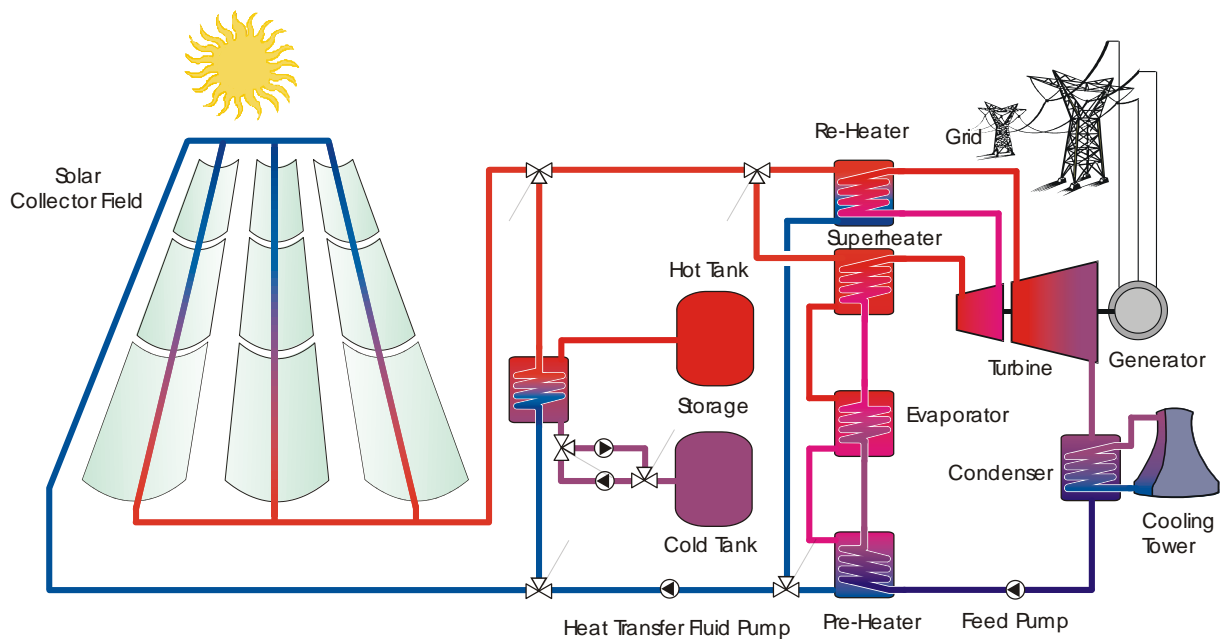 Solar
Collector Field
Re-Heater
Grid
Superheater
Hot Tank
Storage
Cold Tank
Evaporator
Turbine
Generator
Condenser
Cooling
Tower
Heat Transfer Fluid Pump
Pre-Heater
Feed Pump